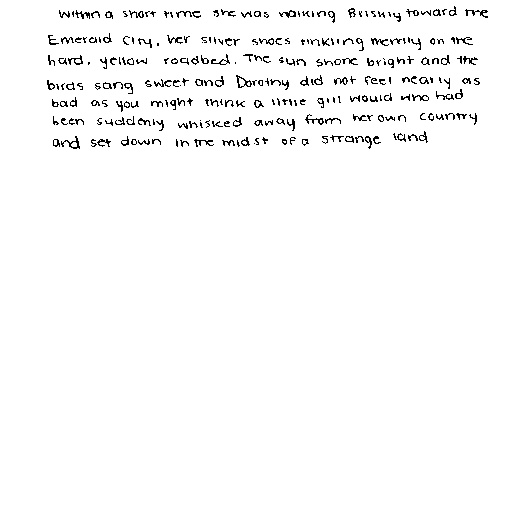 Within a short time she was walking Briskly toward the
Emerald City, her silver shoes tinkling merrily on the
hard, yellow roadbed. The sun shone bright and the
birds sang sweet and Dorothy did not feel nearly as
bad as you might think a little girl would who had
been suddenly whisked away from her own country
and set down in the midst of a strange land